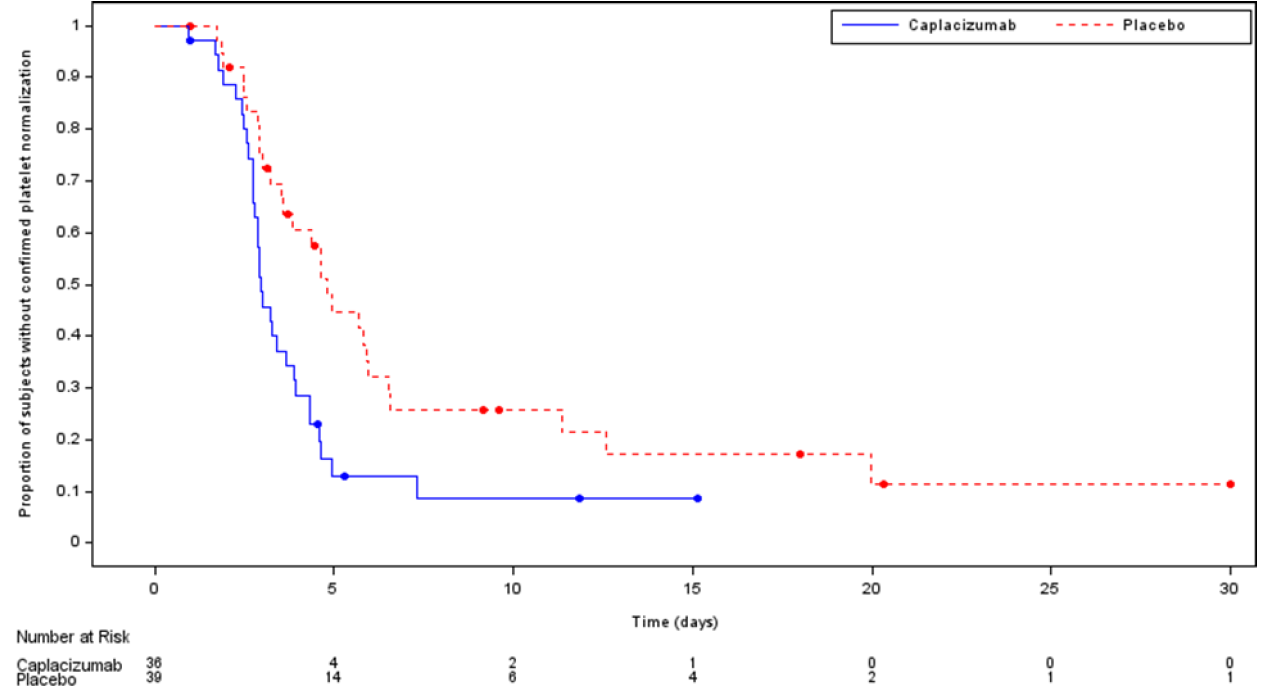 Caplacizumab Placebo
Proportion of subjects without confirmed platelet normalization
1
0.9
0.8
0.7
0.6
0.5
0.4
0.3
0.2
0.1
0
0 5 10 15 20 25 30
Time (days)
Number at Risk
Caplacizumab 36 4 2 1 0 0 0
Placebo 39 14 6 4 2 1 1